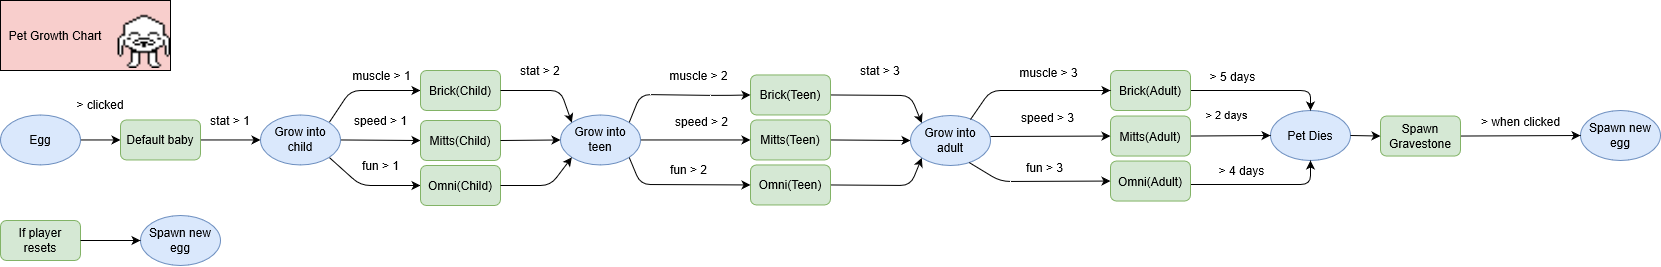 Pet Growth Chart
Egg
> clicked
Default baby
stat > 1
Grow into
child
muscle > 1
speed > 1
fun > 1
Brick(Child)
Mitts(Child)
Omni(Child)
stat > 2
Grow into
teen
muscle > 2
speed > 2
fun > 2
Brick(Teen)
Mitts(Teen)
Omni(Teen)
stat > 3
Grow into
adult
muscle > 3
speed > 3
fun > 3
Brick(Adult)
Mitts(Adult)
Omni(Adult)
> 5 days
> 2 days
> 4 days
Pet Dies
Spawn
Gravestone
> when clicked
Spawn new
egg
If player
resets
Spawn new
egg